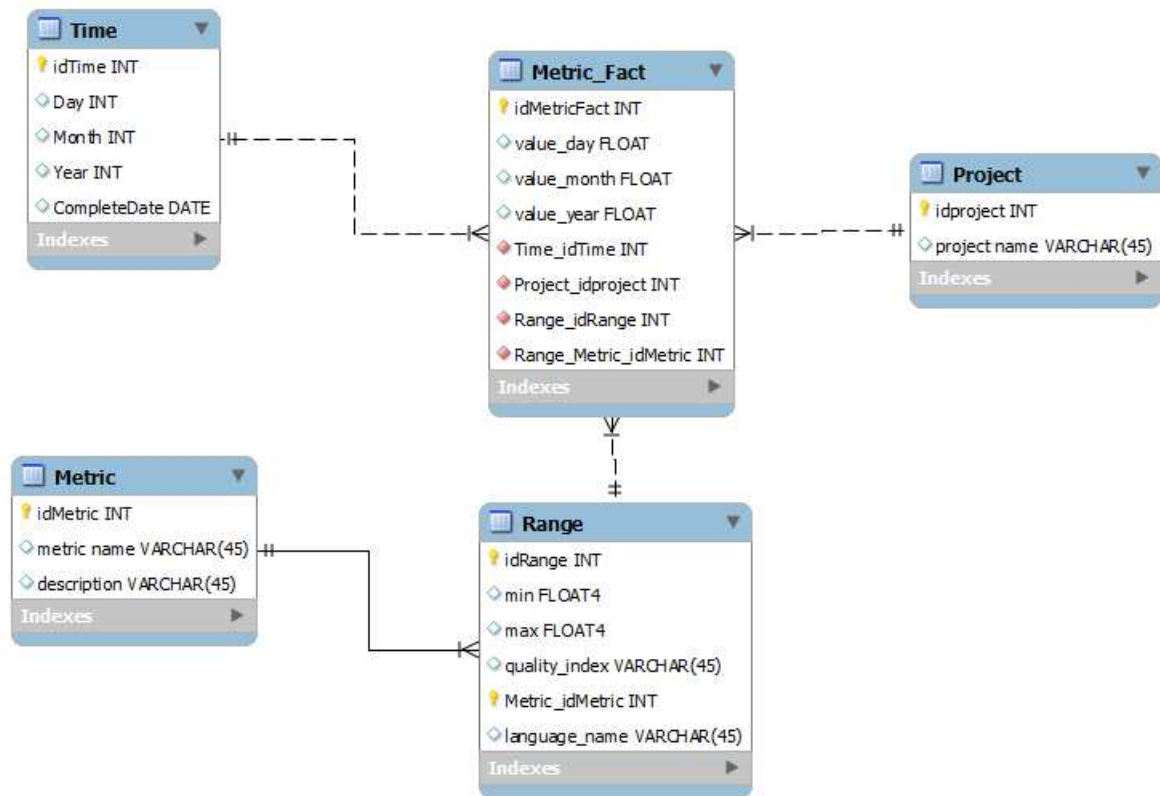 Time
idTime INT
Day INT
Month INT
Year INT
CompleteDate DATE
Indexes
Metric_Fact
idMetricFact INT
value_day FLOAT
value_month FLOAT
value_year FLOAT
Time_idTime INT
Project_idproject INT
Range_idRange INT
Range_Metric_idMetric INT
Indexes
Project
idproject INT
project name VARCHAR(45)
Indexes
Metric
idMetric INT
metric name VARCHAR(45)
description VARCHAR(45)
Indexes
Range
idRange INT
min FLOAT4
max FLOAT4
quality_index VARCHAR(45)
Metric_idMetric INT
language_name VARCHAR(45)
Indexes